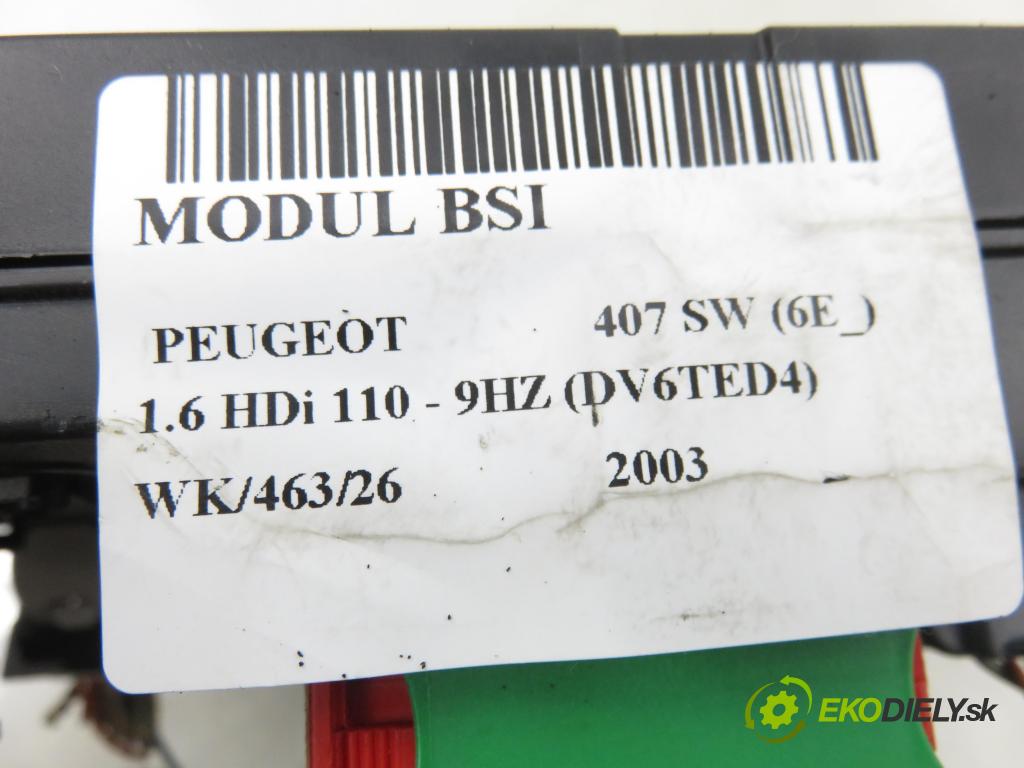 MODUL BSI
PEUGEOT 407 SW (6E_)
1.6 HDi 110 - 9HZ (DV6TED4)
WK/463/26 2003
EKODIELY.sk